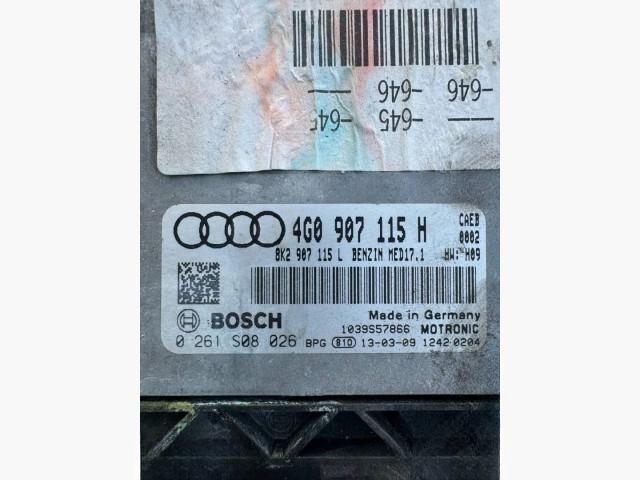 -646 -646
-645 -645
4G0 907 115 H CAEB
0002
8K2 907 115 L BENZIN MED17.1 HW: H09
BOSCH Made in Germany
1039S57866 MOTRONIC
0 261 S08 026 BPG 810 13-03-09 1242 0204